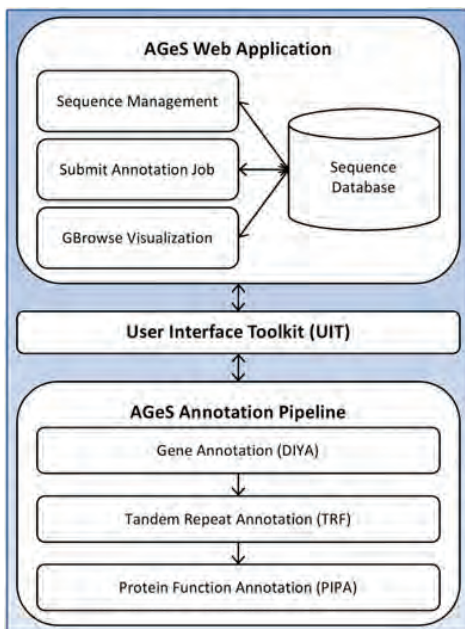 AGeS Web Application
Sequence Management
Submit Annotation Job
GBrowse Visualization
Sequence
Database
User Interface Toolkit (UIT)
AGeS Annotation Pipeline
Gene Annotation (DIYA)
Tandem Repeat Annotation (TRF)
Protein Function Annotation (PIPA)